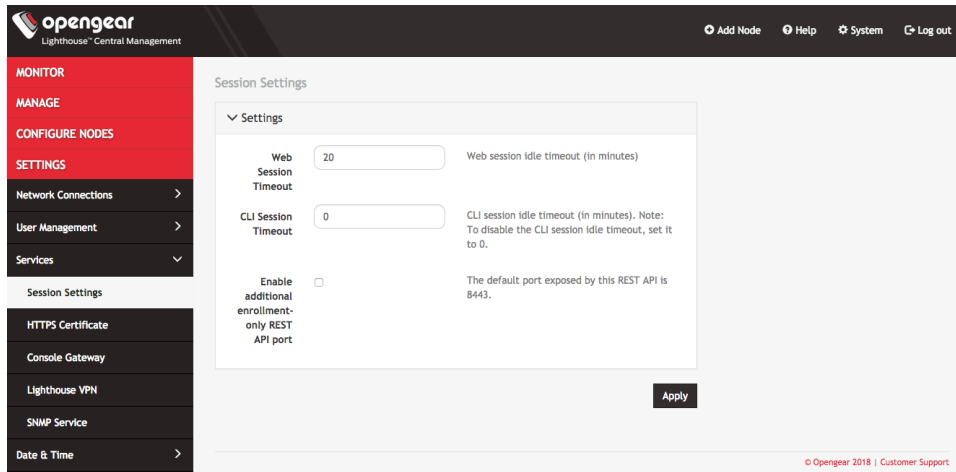 opengear
Lighthouse™ Central Management
Add Node
Help
System
Log out
MONITOR
MANAGE
CONFIGURE NODES
SETTINGS
Network Connections
User Management
Services
Session Settings
HTTPS Certificate
Console Gateway
Lighthouse VPN
SNMP Service
Date & Time
Session Settings
Settings
Web
Session
Timeout
20
Web session idle timeout (in minutes)
CLI Session
Timeout
0
CLI session idle timeout (in minutes). Note:
To disable the CLI session idle timeout, set it
to 0.
Enable
additional
enrollment-
only REST
API port
The default port exposed by this REST API is
8443.
Apply
© Opengear 2018 | Customer Support